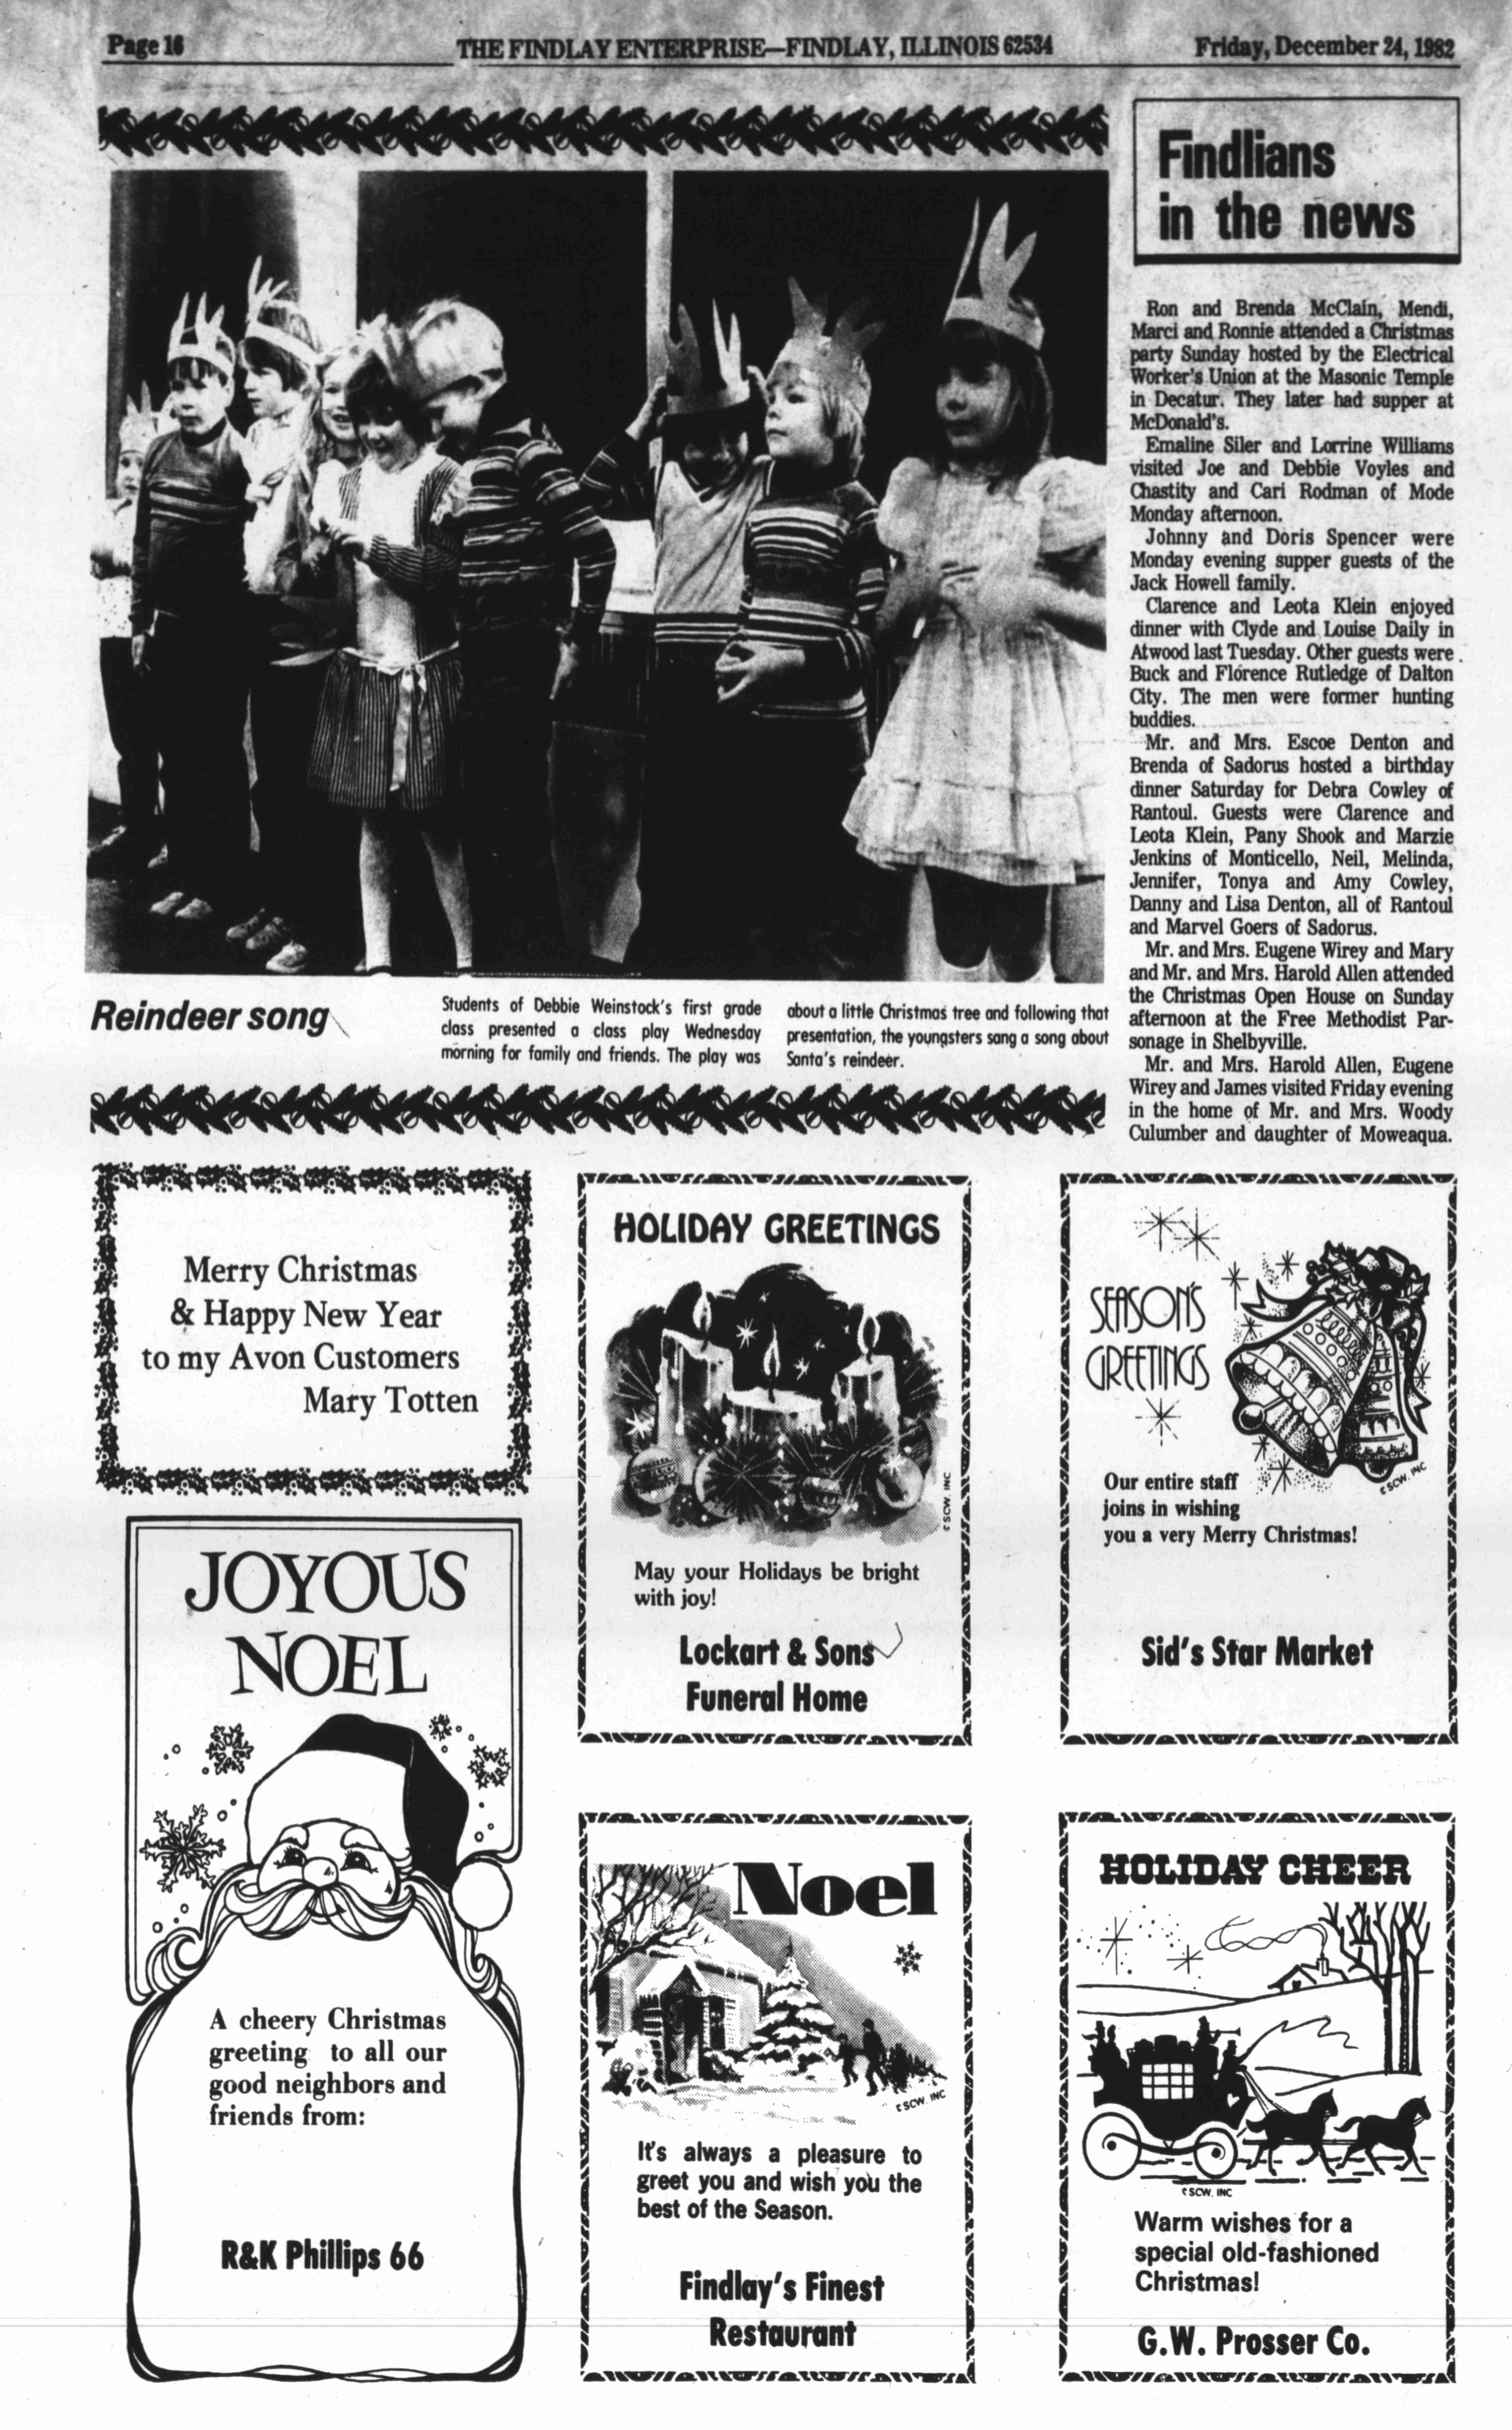 Page 16
THE FINDLAY ENTERPRISE—FINDLAY, ILLINOIS 62534
Friday, December 24, 1982
Findlians
in the news
Ron and Brenda McClain, Mendi,
Marci and Ronnie attended a Christmas
party Sunday hosted by the Electrical
Worker's Union at the Masonic Temple
in Decatur. They later had supper at
McDonald's.
Emaline Siler and Lorrine Williams
visited Joe and Debbie Voyles and
Chastity and Cari Rodman of Mode
Monday afternoon.
Johnny and Doris Spencer were
Monday evening supper guests of the
Jack Howell family.
Clarence and Leota Klein enjoyed
dinner with Clyde and Louise Daily in
Atwood last Tuesday. Other guests were
Buck and Florence Rutledge of Dalton
City. The men were former hunting
buddies.
Mr. and Mrs. Escoe Denton and
Brenda of Sadorus hosted a birthday
dinner Saturday for Debra Cowley of
Rantoul. Guests were Clarence and
Leota Klein, Pany Shook and Marzie
Jenkins of Monticello, Neil, Melinda,
Jennifer, Tonya and Amy Cowley,
Danny and Lisa Denton, all of Rantoul
and Marvel Goers of Sadorus.
Mr. and Mrs. Eugene Wirey and Mary
and Mr. and Mrs. Harold Allen attended
the Christmas Open House on Sunday
afternoon at the Free Methodist Par-
sonage in Shelbyville.
Mr. and Mrs. Harold Allen, Eugene
Wirey and James visited Friday evening
in the home of Mr. and Mrs. Woody
Culumber and daughter of Moweaqua.
Reindeer song
Students of Debbie Weinstock's first grade
class presented a class play Wednesday
morning for family and friends. The play was
about a little Christmas tree and following that
presentation, the youngsters sang a song about
Santa's reindeer.
Merry Christmas
& Happy New Year
to my Avon Customers
Mary Totten
HOLIDAY GREETINGS
© SCW, INC
May your Holidays be bright
with joy!
Lockart & Sons
Funeral Home
SEASON'S
GREETINGS
© SCW, INC
Our entire staff
joins in wishing
you a very Merry Christmas!
Sid's Star Market
JOYOUS
NOEL
A cheery Christmas
greeting to all our
good neighbors and
friends from:
R&K Phillips 66
Noel
© SCW, INC
It's always a pleasure to
greet you and wish you the
best of the Season.
Findlay's Finest
Restaurant
HOLIDAY CHEER
© SCW, INC
Warm wishes for a
special old-fashioned
Christmas!
G.W. Prosser Co.